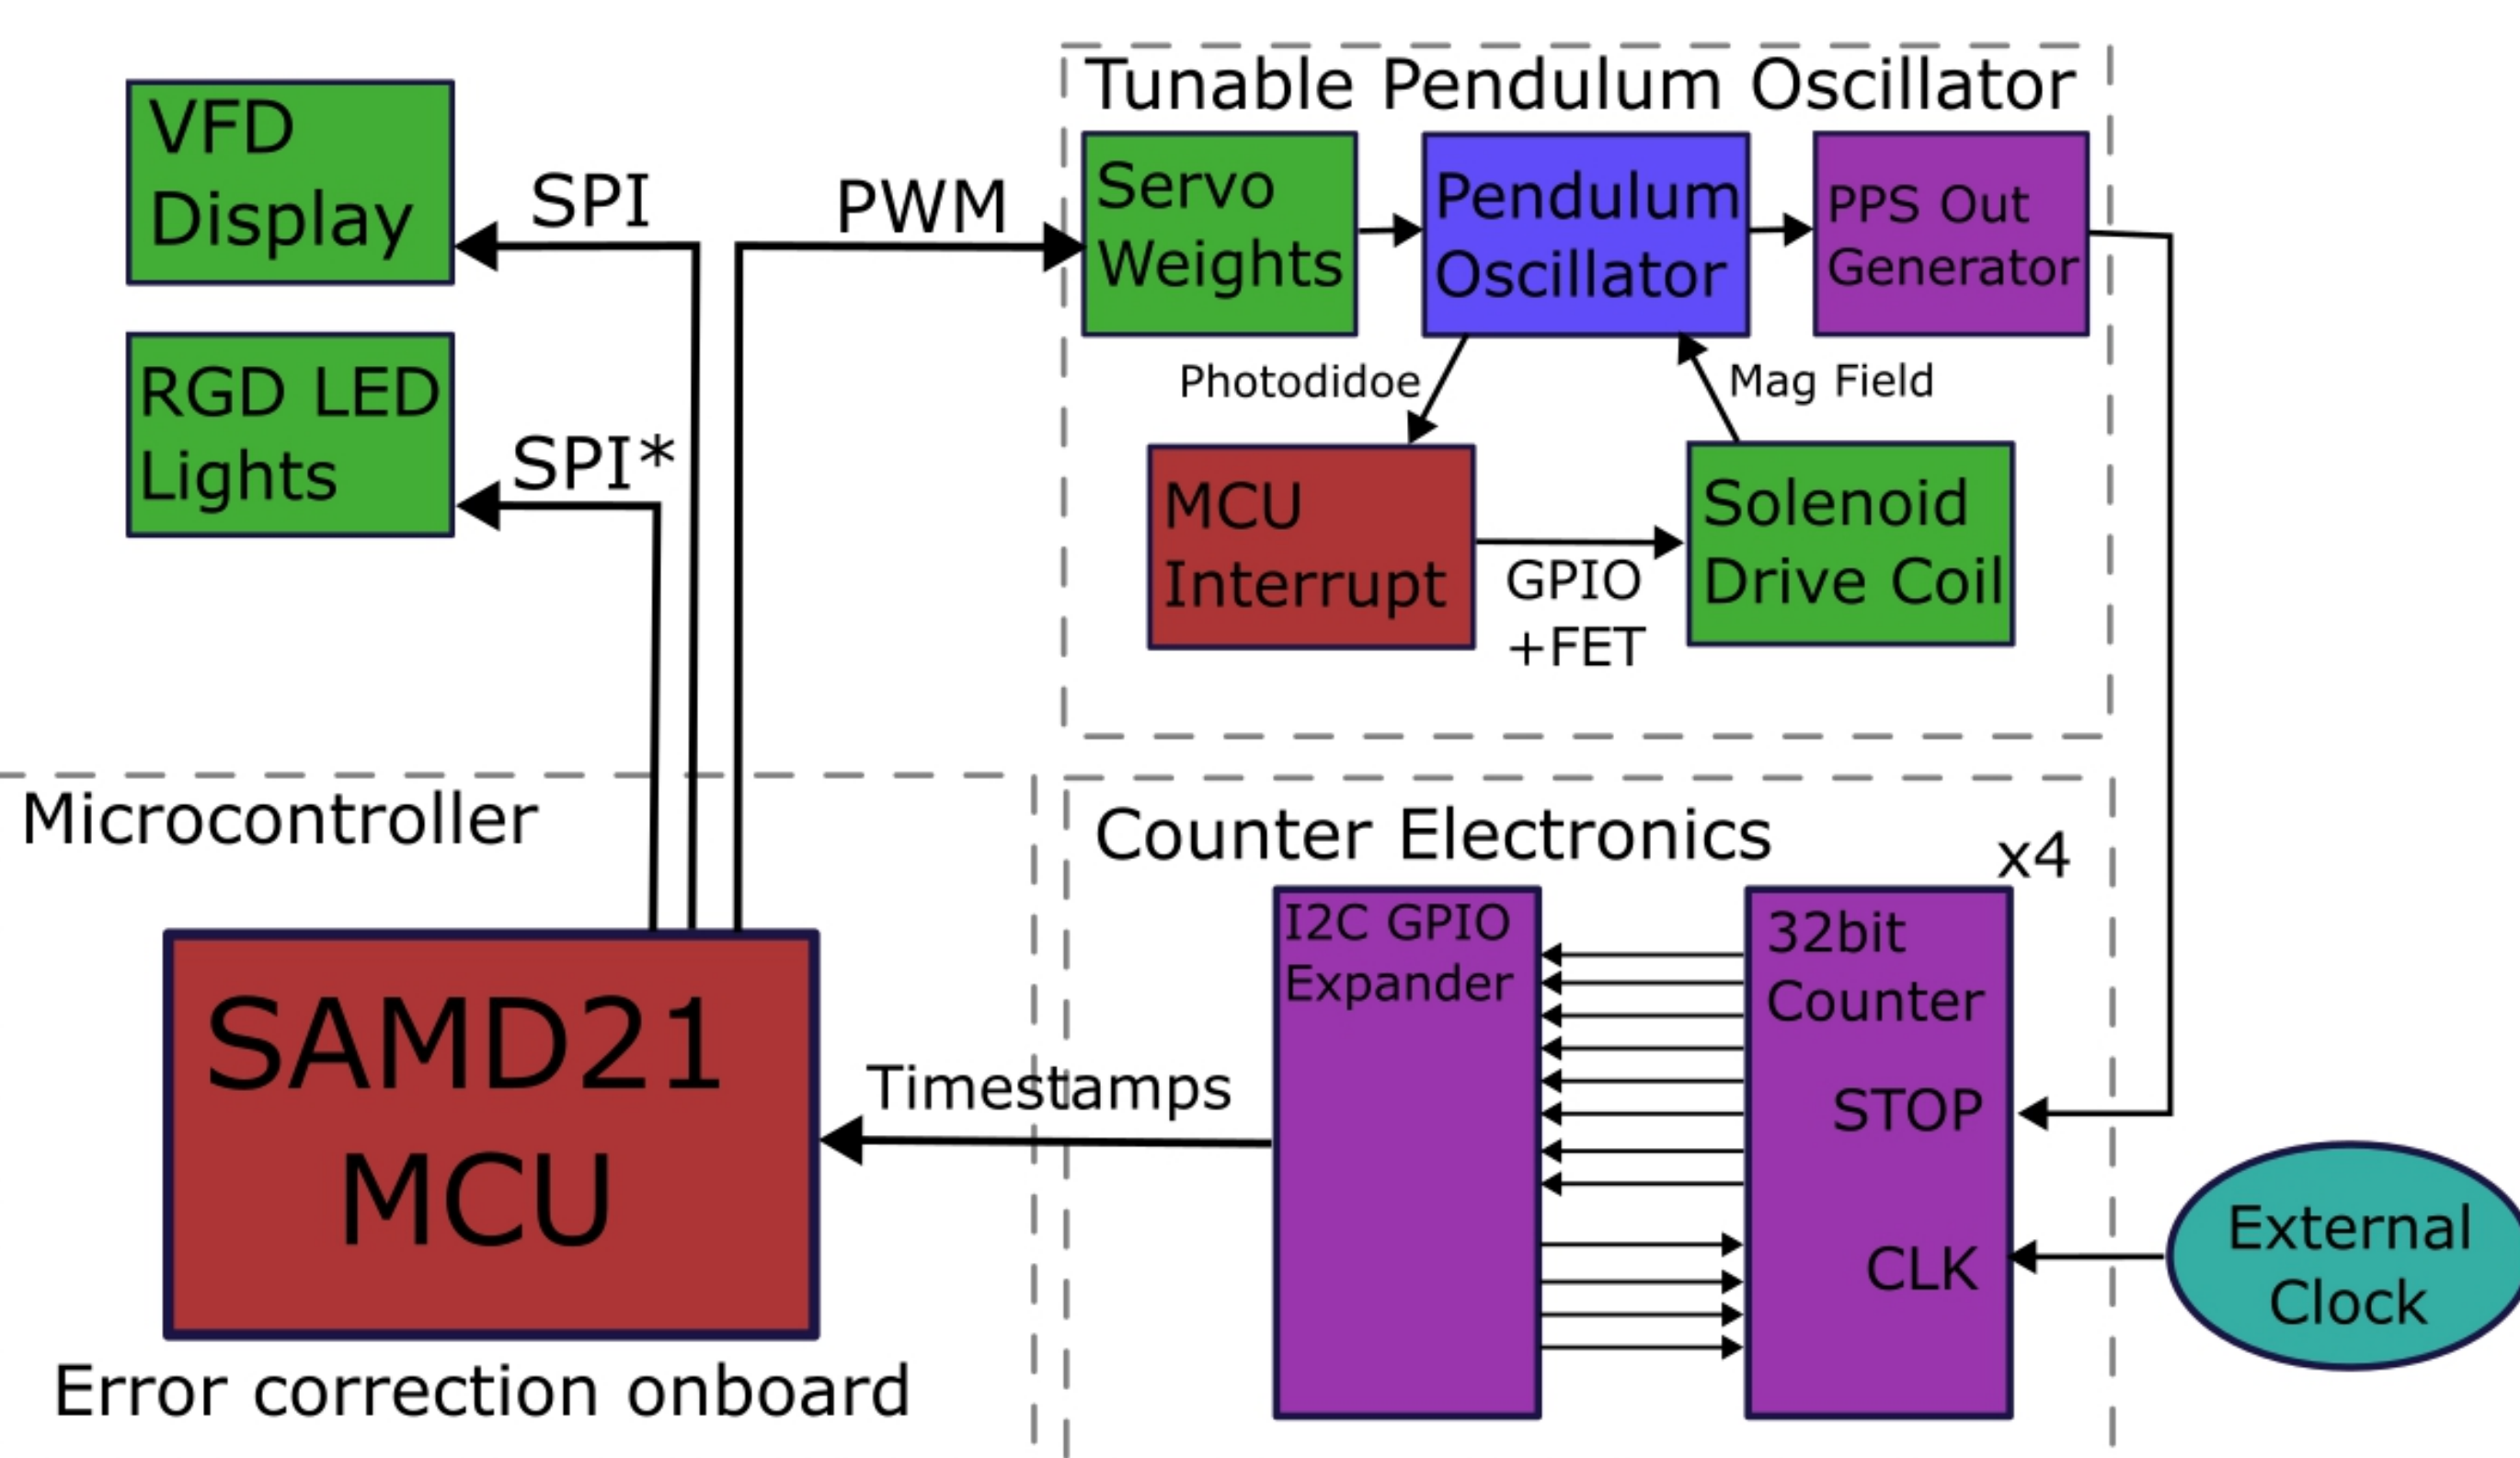 VFD
Display
SPI
PWM
RGD LED
Lights
SPI*
Tunable Pendulum Oscillator
Servo
Weights
Pendulum
Oscillator
PPS Out
Generator
Photodidoe
Mag Field
MCU
Interrupt
GPIO
+FET
Solenoid
Drive Coil
Microcontroller
SAMD21
MCU
Error correction onboard
Timestamps
Counter Electronics
x4
I2C GPIO
Expander
32bit
Counter
STOP
CLK
External
Clock